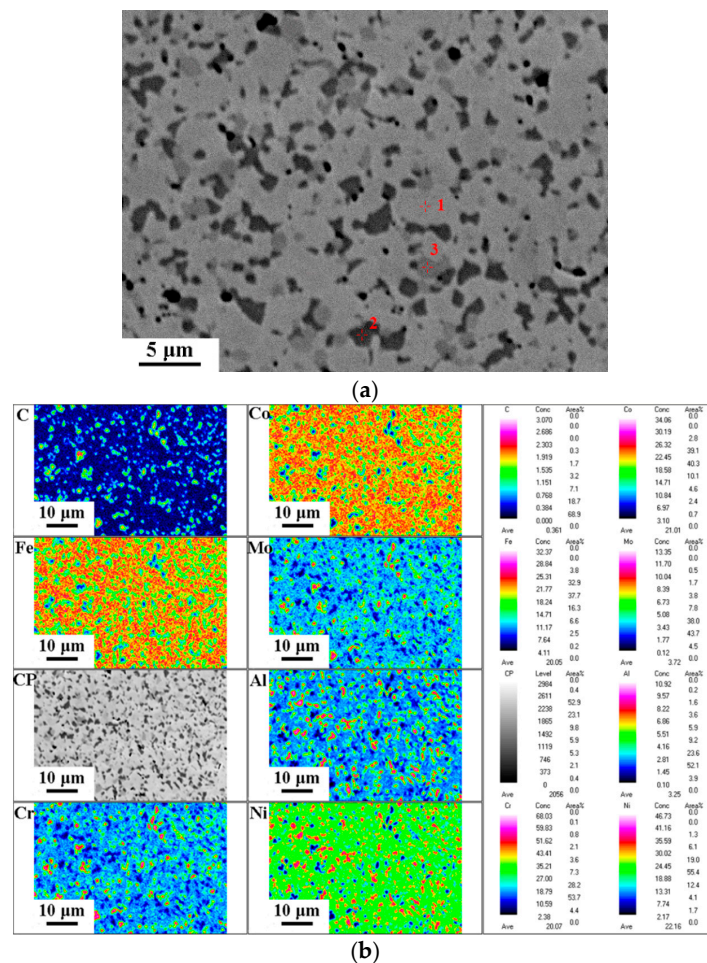 1
3
2
5 μm
(a)
C
10 μm
Co
10 μm
Fe
10 μm
Mo
10 μm
CP
10 μm
Al
10 μm
Cr
10 μm
Ni
10 μm
C Conc Area%
0.0
3.070 0.0
2.686 0.0
2.303 0.3
1.919 1.7
1.535 3.2
1.151 7.1
0.768 18.7
0.384 68.9
0.000 0.0
Ave 0.361
Co Conc Area%
0.0
34.06 0.0
30.19 2.8
26.32 39.1
22.45 40.3
18.58 10.1
14.71 4.6
10.84 2.4
6.97 0.7
3.10 0.0
Ave 21.01
Fe Conc Area%
0.0
32.37 0.0
28.84 3.8
25.31 32.9
21.77 37.7
18.24 16.3
14.71 6.6
11.17 2.5
7.64 0.2
4.11 0.0
Ave 20.05
Mo Conc Area%
0.0
13.35 0.0
11.70 0.5
10.04 1.7
8.39 3.8
6.73 7.8
5.08 38.0
3.43 43.7
1.77 4.5
0.12 0.0
Ave 3.72
CP Level Area%
0.0
2984 0.4
2611 52.9
2238 23.1
1865 9.8
1492 5.9
1119 5.3
746 2.1
373 0.4
0 0.0
Ave 2056
Al Conc Area%
0.0
10.92 0.2
9.57 1.6
8.22 3.6
6.86 5.9
5.51 9.2
4.16 23.6
2.81 52.1
1.45 3.9
0.10 0.0
Ave 3.25
Cr Conc Area%
0.0
68.03 0.1
59.83 0.8
51.62 2.1
43.41 3.6
35.21 7.3
27.00 28.2
18.79 53.7
10.59 4.4
2.38 0.0
Ave 20.07
Ni Conc Area%
0.0
46.73 0.0
41.16 1.3
35.59 6.1
30.02 19.0
24.45 55.4
18.88 12.4
13.31 4.1
7.74 1.7
2.17 0.0
Ave 22.16
(b)